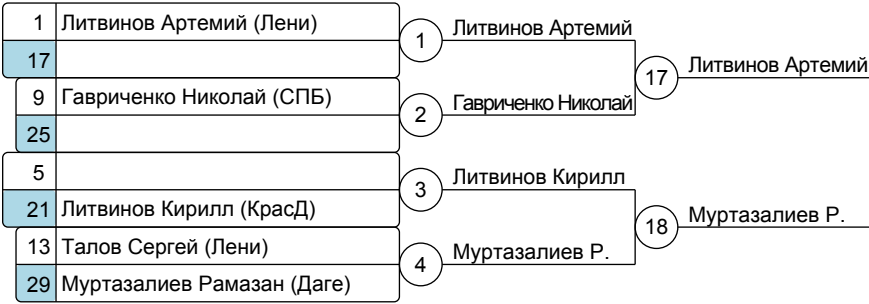 1 Литвинов Артемий (Лени)
17
9 Гавриченко Николай (СПБ)
25
5
21 Литвинов Кирилл (КрасД)
13 Талов Сергей (Лени)
29 Муртазалиев Рамазан (Даге)
1 Литвинов Артемий
2 Гавриченко Николай
3 Литвинов Кирилл
4 Муртазалиев Р.
17 Литвинов Артемий
18 Муртазалиев Р.